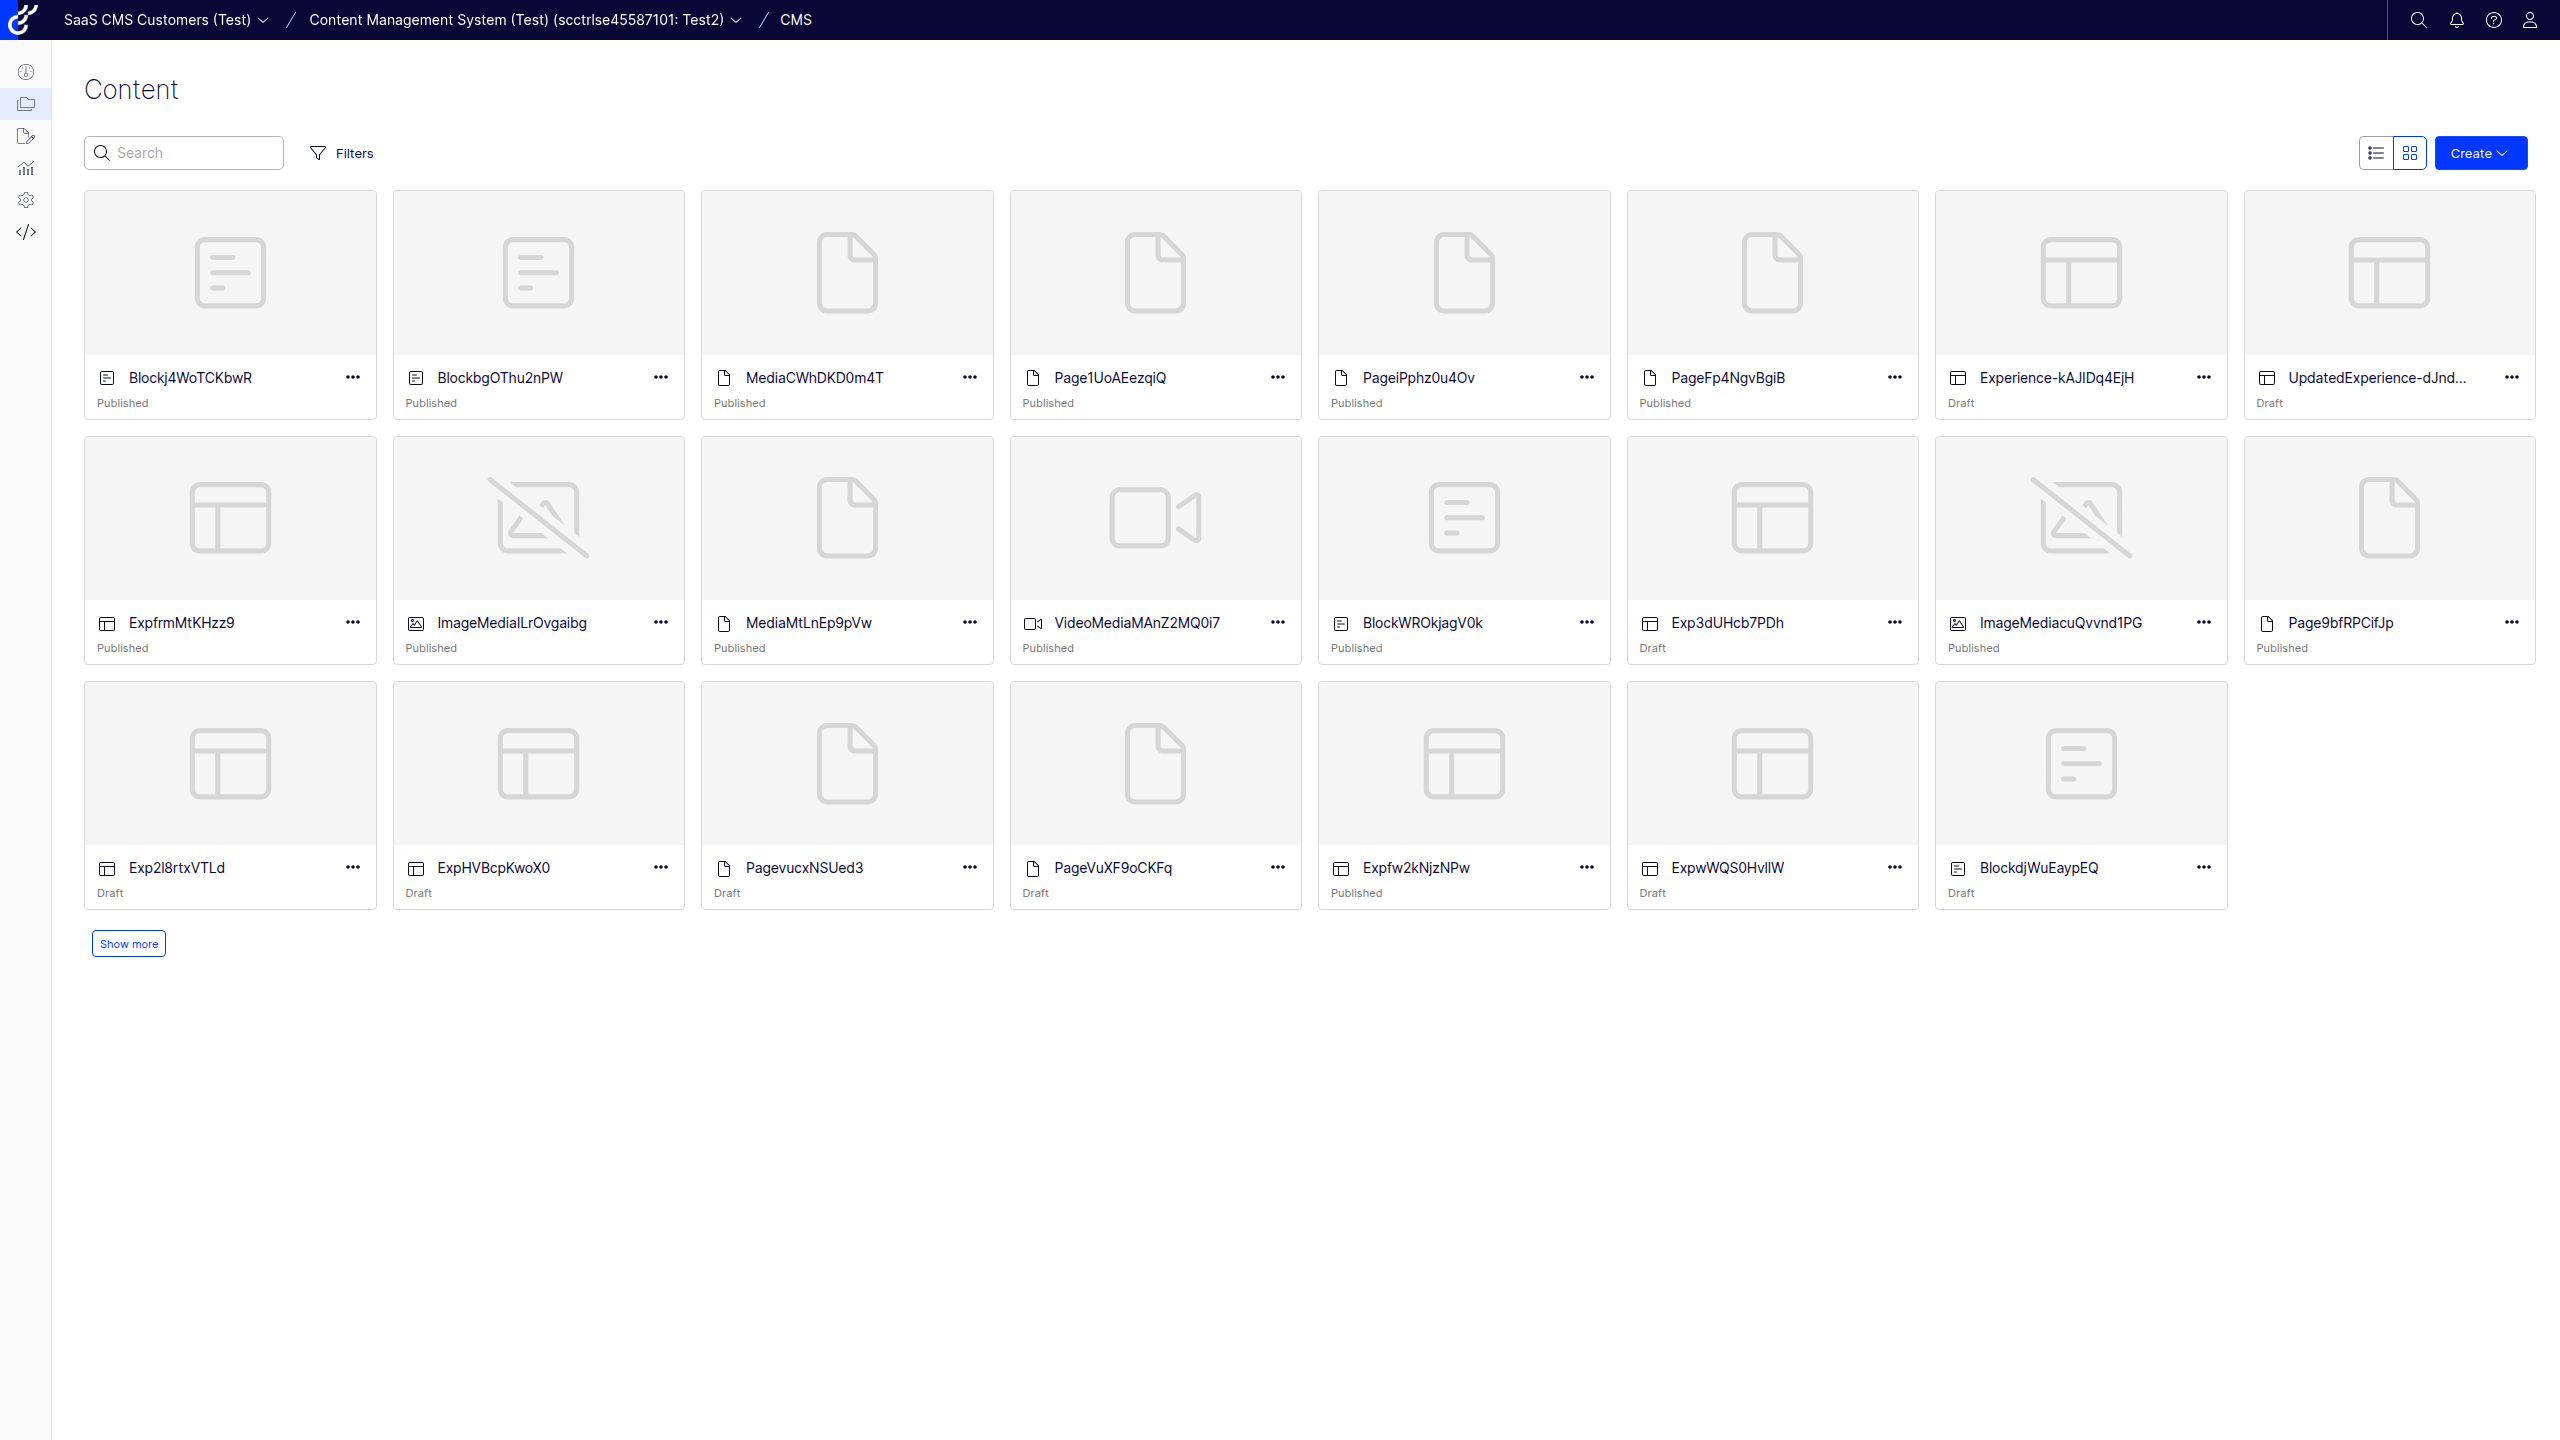 SaaS CMS Customers (Test) / Content Management System (Test) (scctrlse45587101: Test2) / CMS
Content
Search Filters Create
Blockj4WoTCKbwR BlockbgOThu2nPW MediaCWhDKD0m4T Page1UoAEezqiQ PageiPphz0u4Ov PageFp4NgvBgiB Experience-kAJIDq4EjH UpdatedExperience-dJnd...
Published Published Published Published Published Published Draft Draft
ExpfrmMtKHzz9 ImageMediaILrOvgaibg MediaMtLnEp9pVw VideoMediaMAnZ2MQ0i7 BlockWROkjagV0k Exp3dUHcb7PDh ImageMediacuQvvnd1PG Page9bfRPCifJp
Published Published Published Published Published Draft Published Published
Exp2I8rtxVTLd ExpHVBcpKwoX0 PagevucxNSUed3 PageVuXF9oCKFq Expfw2kNjzNPw ExpwWQS0HvIlW BlockdjWuEaypEQ
Draft Draft Draft Draft Published Draft Draft
Show more